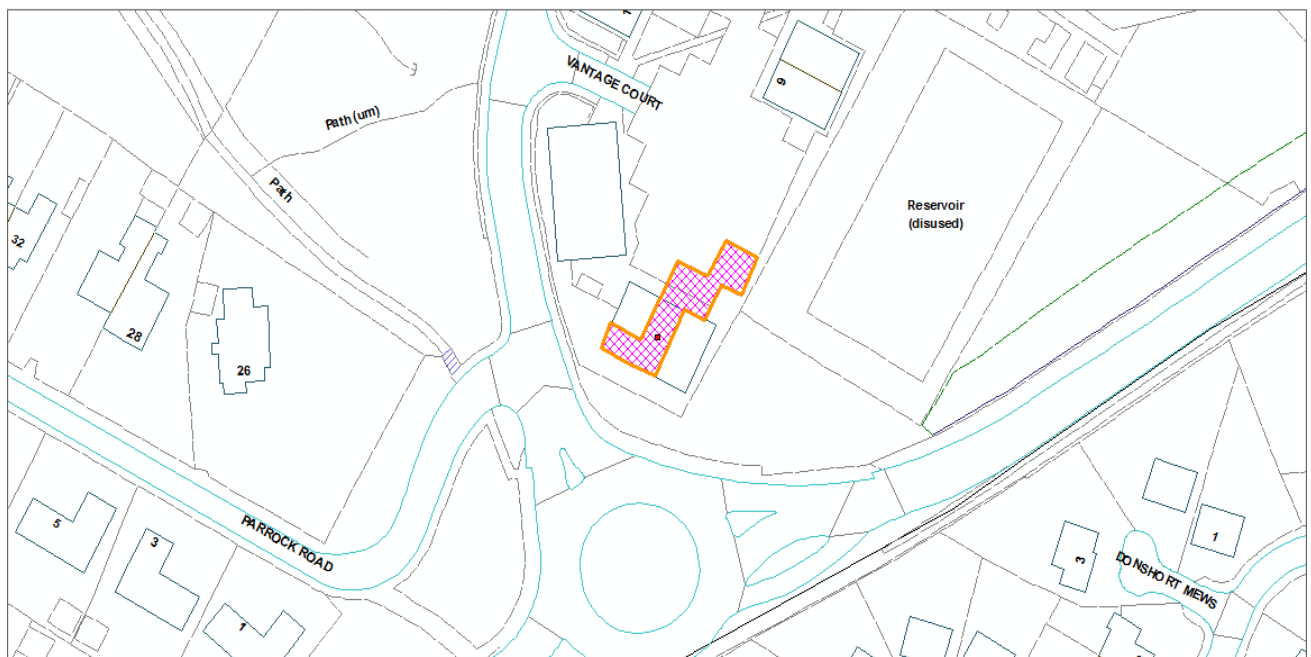 VANTAGE COURT
9
Path (um)
Path
Reservoir
(disused)
32
28
26
5
3
1
PARROCK ROAD
3
1
DONSHORT MEWS